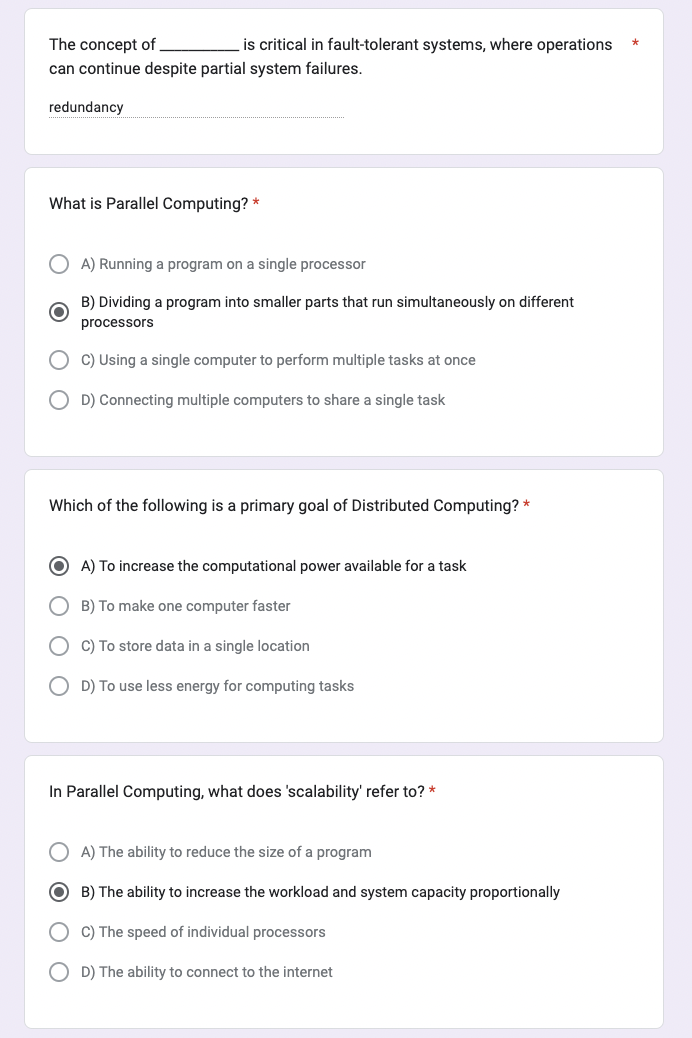 The concept of __________ is critical in fault-tolerant systems, where operations *
can continue despite partial system failures.
redundancy
What is Parallel Computing? *
A) Running a program on a single processor
B) Dividing a program into smaller parts that run simultaneously on different
processors
C) Using a single computer to perform multiple tasks at once
D) Connecting multiple computers to share a single task
Which of the following is a primary goal of Distributed Computing? *
A) To increase the computational power available for a task
B) To make one computer faster
C) To store data in a single location
D) To use less energy for computing tasks
In Parallel Computing, what does 'scalability' refer to? *
A) The ability to reduce the size of a program
B) The ability to increase the workload and system capacity proportionally
C) The speed of individual processors
D) The ability to connect to the internet